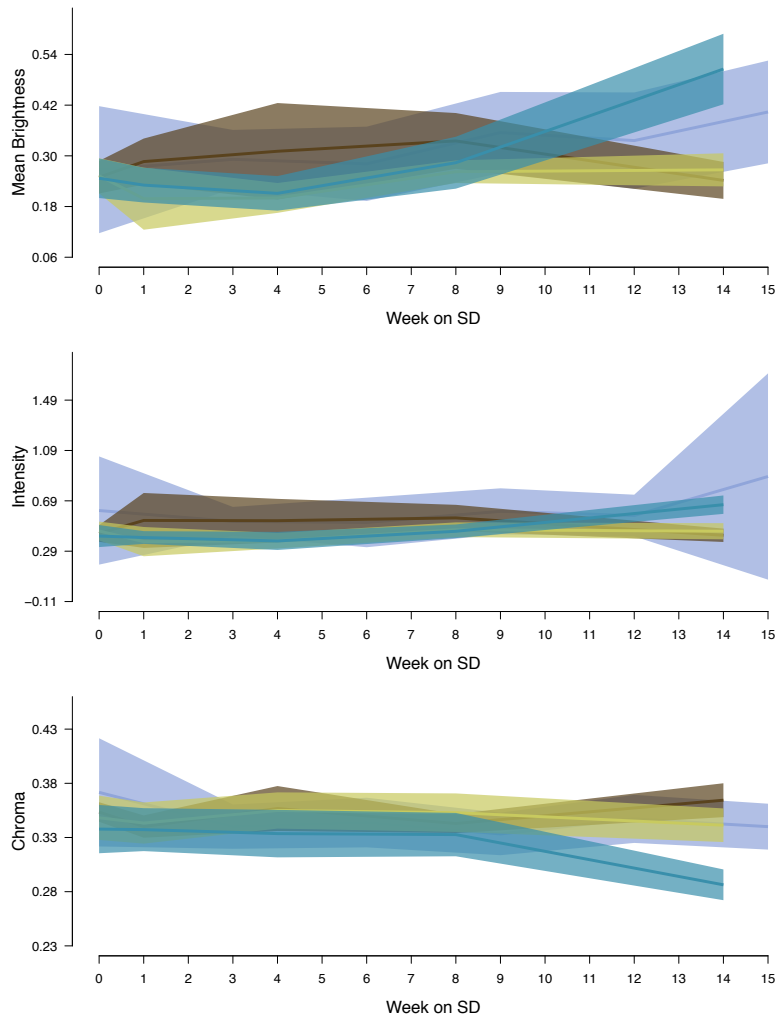 Mean Brightness
0.54
0.42
0.30
0.18
0.06
0 1 2 3 4 5 6 7 8 9 10 11 12 13 14 15
Week on SD
Intensity
1.49
1.09
0.69
0.29
−0.11
0 1 2 3 4 5 6 7 8 9 10 11 12 13 14 15
Week on SD
Chroma
0.43
0.38
0.33
0.28
0.23
0 1 2 3 4 5 6 7 8 9 10 11 12 13 14 15
Week on SD